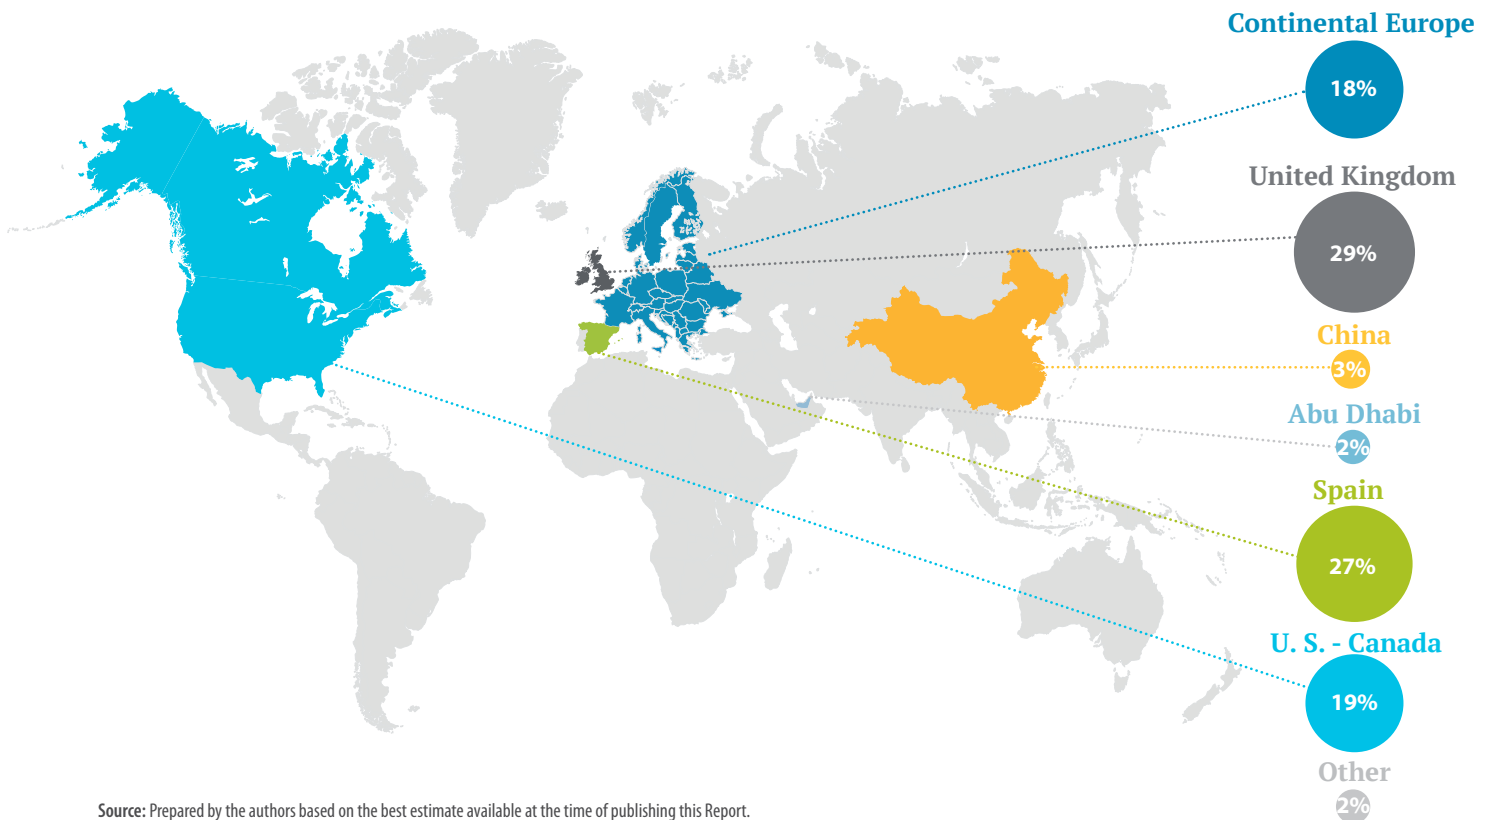 Continental Europe
18%
United Kingdom
29%
China
3%
Abu Dhabi
2%
Spain
27%
U. S. - Canada
19%
Other
2%
Source: Prepared by the authors based on the best estimate available at the time of publishing this Report.